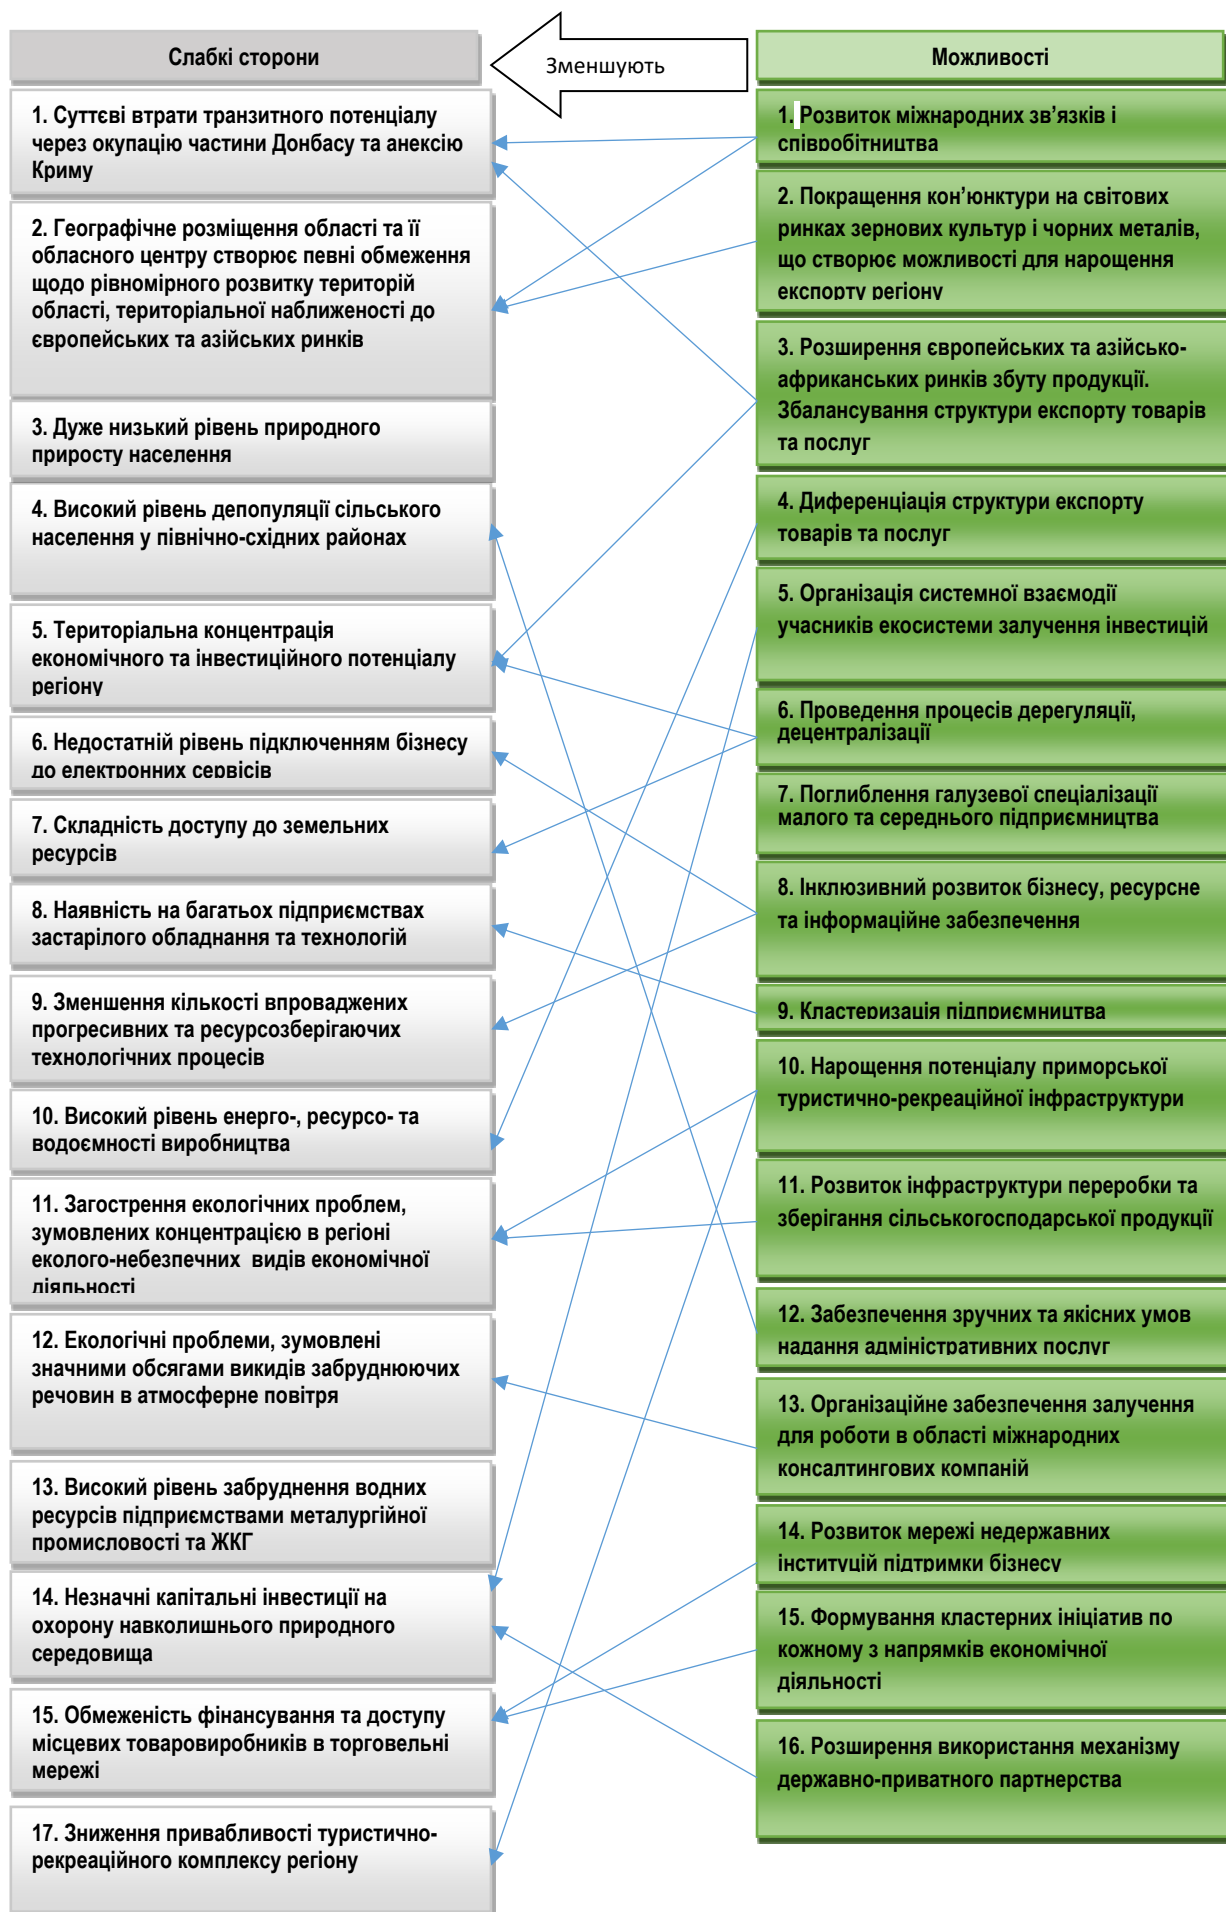 Слабкі сторони
Зменшують
Можливості
1. Суттєві втрати транзитного потенціалу
через окупацію частини Донбасу та анексію
Криму
2. Географічне розміщення області та її
обласного центру створює певні обмеження
щодо рівномірного розвитку територій
області, територіальної наближеності до
європейських та азійських ринків
3. Дуже низький рівень природного
приросту населення
4. Високий рівень депопуляції сільського
населення у північно-східних районах
5. Територіальна концентрація
економічного та інвестиційного потенціалу
регіону
6. Недостатній рівень підключенням бізнесу
до електронних сервісів
7. Складність доступу до земельних
ресурсів
8. Наявність на багатьох підприємствах
застарілого обладнання та технологій
9. Зменшення кількості впроваджених
прогресивних та ресурсозберігаючих
технологічних процесів
10. Високий рівень енерго-, ресурсо- та
водоємності виробництва
11. Загострення екологічних проблем,
зумовлених концентрацією в регіоні
еколого-небезпечних видів економічної
діяльності
12. Екологічні проблеми, зумовлені
значними обсягами викидів забруднюючих
речовин в атмосферне повітря
13. Високий рівень забруднення водних
ресурсів підприємствами металургійної
промисловості та ЖКГ
14. Незначні капітальні інвестиції на
охорону навколишнього природного
середовища
15. Обмеженість фінансування та доступу
місцевих товаровиробників в торговельні
мережі
17. Зниження привабливості туристично-
рекреаційного комплексу регіону
1. Розвиток міжнародних зв’язків і
співробітництва
2. Покращення кон’юнктури на світових
ринках зернових культур і чорних металів,
що створює можливості для нарощення
експорту регіону
3. Розширення європейських та азійсько-
африканських ринків збуту продукції.
Збалансування структури експорту товарів
та послуг
4. Диференціація структури експорту
товарів та послуг
5. Організація системної взаємодії
учасників екосистеми залучення інвестицій
6. Проведення процесів дерегуляції,
децентралізації
7. Поглиблення галузевої спеціалізації
малого та середнього підприємництва
8. Інклюзивний розвиток бізнесу, ресурсне
та інформаційне забезпечення
9. Кластеризація підприємництва
10. Нарощення потенціалу приморської
туристично-рекреаційної інфраструктури
11. Розвиток інфраструктури переробки та
зберігання сільськогосподарської продукції
12. Забезпечення зручних та якісних умов
надання адміністративних послуг
13. Організаційне забезпечення залучення
для роботи в області міжнародних
консалтингових компаній
14. Розвиток мережі недержавних
інституцій підтримки бізнесу
15. Формування кластерних ініціатив по
кожному з напрямків економічної
діяльності
16. Розширення використання механізму
державно-приватного партнерства